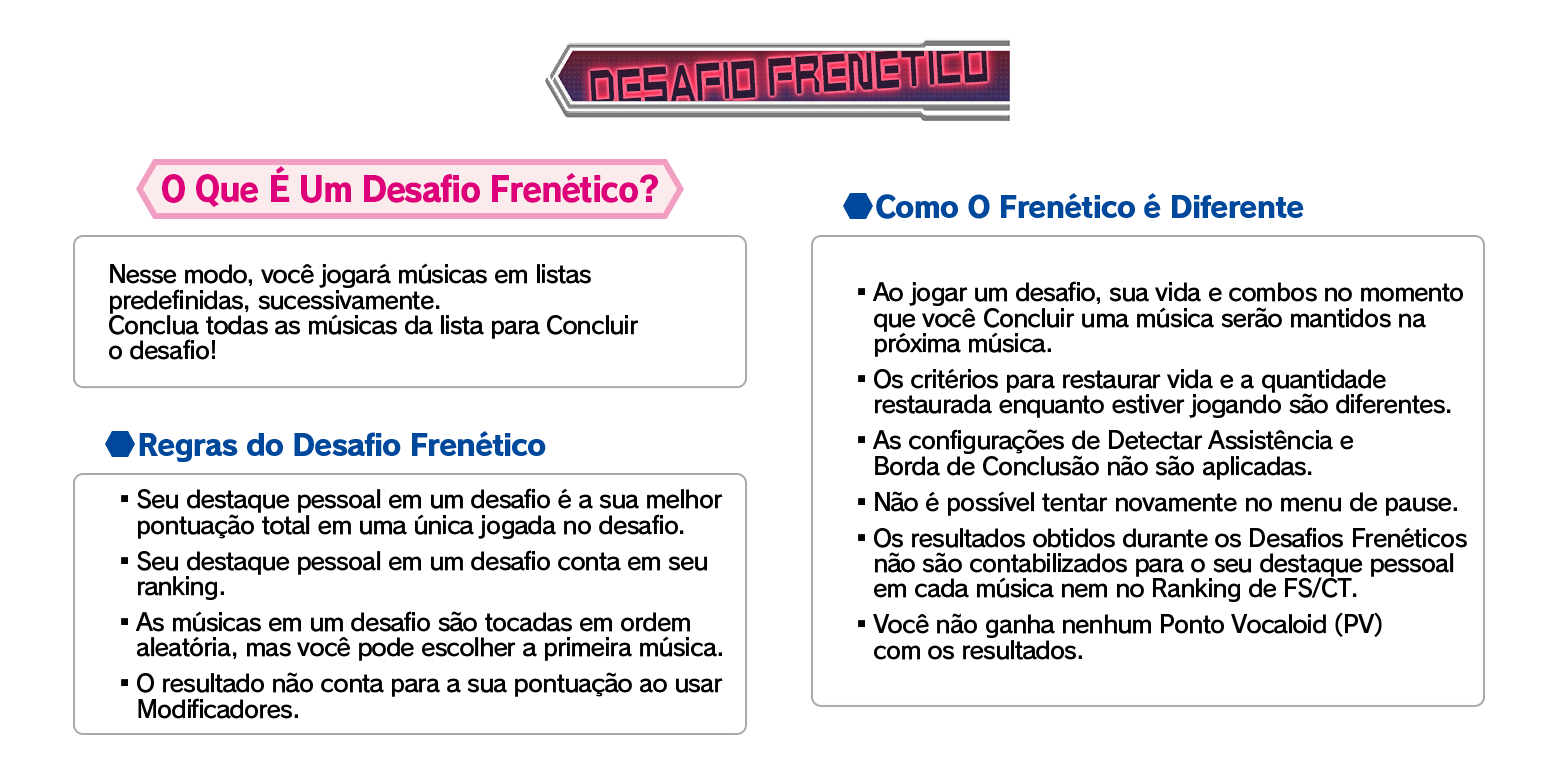 DESAFIO FRENÉTICO
O Que É Um Desafio Frenético?
Nesse modo, você jogará músicas em listas
predefinidas, sucessivamente.
Conclua todas as músicas da lista para Concluir
o desafio!
Regras do Desafio Frenético
▪ Seu destaque pessoal em um desafio é a sua melhor
pontuação total em uma única jogada no desafio.
▪ Seu destaque pessoal em um desafio conta em seu
ranking.
▪ As músicas em um desafio são tocadas em ordem
aleatória, mas você pode escolher a primeira música.
▪ O resultado não conta para a sua pontuação ao usar
Modificadores.
Como O Frenético é Diferente
▪ Ao jogar um desafio, sua vida e combos no momento
que você Concluir uma música serão mantidos na
próxima música.
▪ Os critérios para restaurar vida e a quantidade
restaurada enquanto estiver jogando são diferentes.
▪ As configurações de Detectar Assistência e
Borda de Conclusão não são aplicadas.
▪ Não é possível tentar novamente no menu de pause.
▪ Os resultados obtidos durante os Desafios Frenéticos
não são contabilizados para o seu destaque pessoal
em cada música nem no Ranking de FS/CT.
▪ Você não ganha nenhum Ponto Vocaloid (PV)
com os resultados.